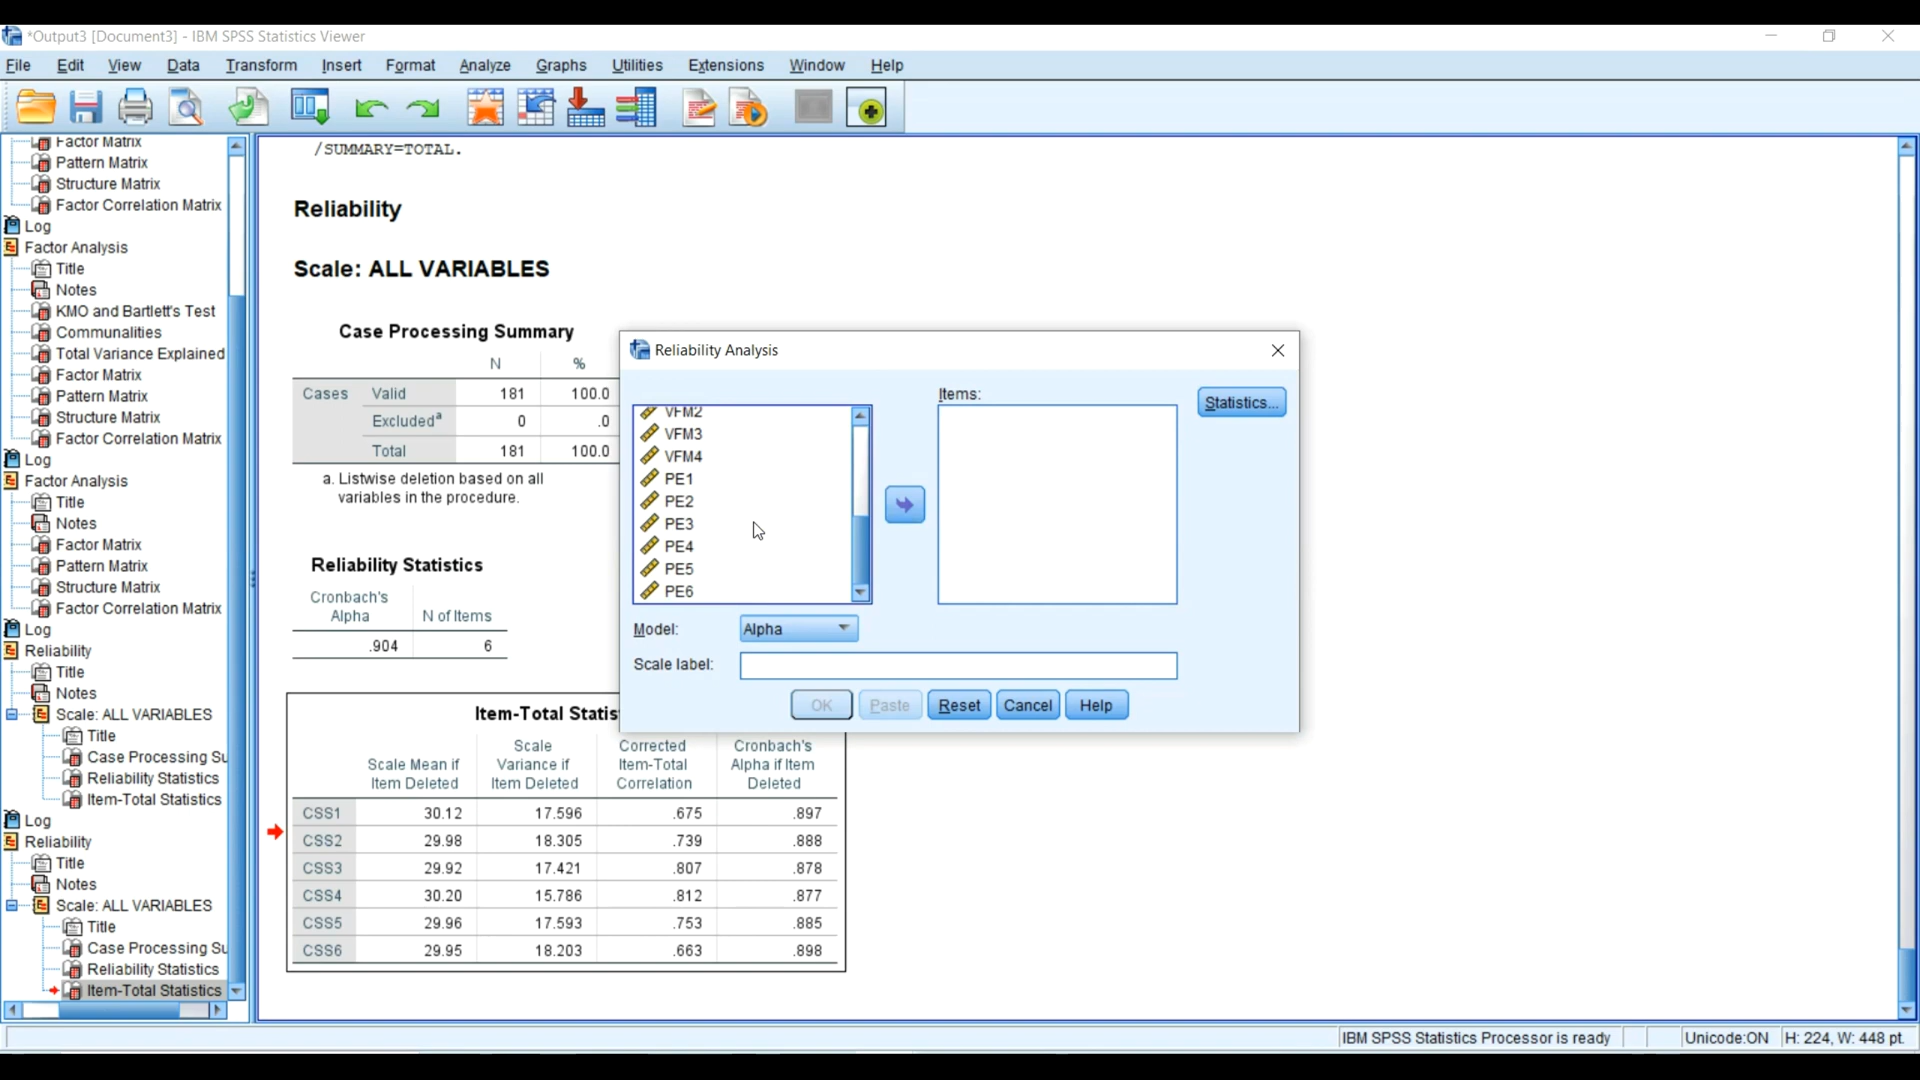 *Output3 [Document3] - IBM SPSS Statistics Viewer
File Edit View Data Transform Insert Format Analyze Graphs Utilities Extensions Window Help
Factor Matrix
Pattern Matrix
Structure Matrix
Factor Correlation Matrix
Log
Factor Analysis
Title
Notes
KMO and Bartlett's Test
Communalities
Total Variance Explained
Factor Matrix
Pattern Matrix
Structure Matrix
Factor Correlation Matrix
Log
Factor Analysis
Title
Notes
Factor Matrix
Pattern Matrix
Structure Matrix
Factor Correlation Matrix
Log
Reliability
Title
Notes
Scale: ALL VARIABLES
Title
Case Processing Su
Reliability Statistics
Item-Total Statistics
Log
Reliability
Title
Notes
Scale: ALL VARIABLES
Title
Case Processing Su
Reliability Statistics
Item-Total Statistics
/SUMMARY=TOTAL.
Reliability
Scale: ALL VARIABLES
Case Processing Summary
N %
Cases Valid 181 100.0
Excludedª 0 .0
Total 181 100.0
a. Listwise deletion based on all
variables in the procedure.
Reliability Statistics
Cronbach's
Alpha N of Items
.904 6
Item-Total Statis
Scale Mean if Item Deleted Scale Variance if Item Deleted Corrected Item-Total Correlation Cronbach's Alpha if Item Deleted
CSS1 30.12 17.596 .675 .897
CSS2 29.98 18.305 .739 .888
CSS3 29.92 17.421 .807 .878
CSS4 30.20 15.786 .812 .877
CSS5 29.96 17.593 .753 .885
CSS6 29.95 18.203 .663 .898
Reliability Analysis
Items:
Statistics...
VFM2
VFM3
VFM4
PE1
PE2
PE3
PE4
PE5
PE6
Model: Alpha
Scale label:
OK Paste Reset Cancel Help
IBM SPSS Statistics Processor is ready Unicode:ON H: 224, W: 448 pt.